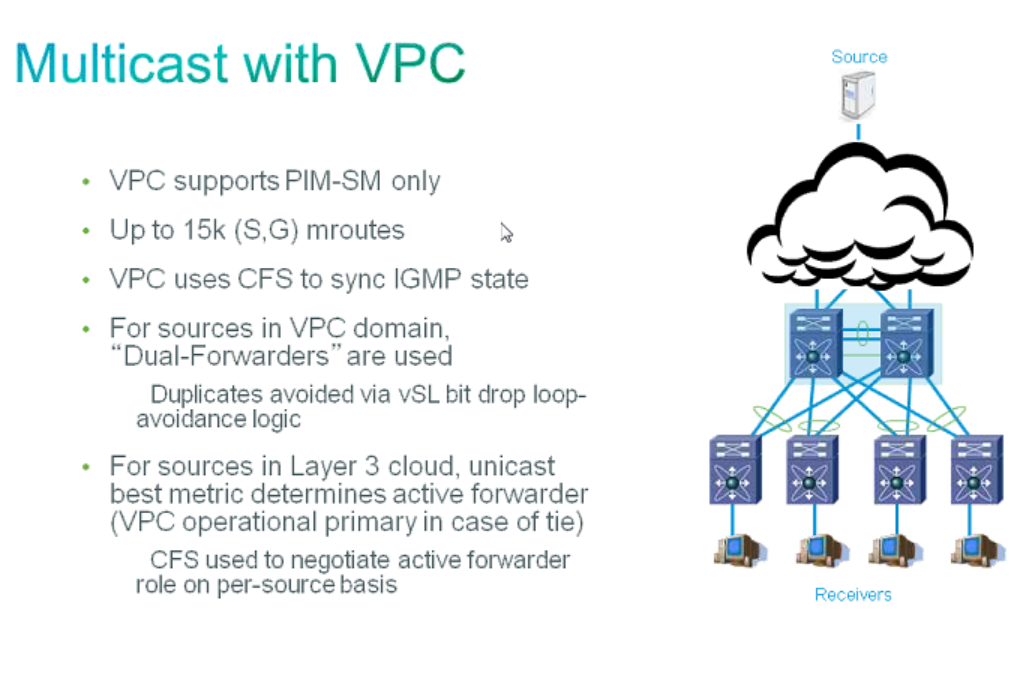 Multicast with VPC
Source
• VPC supports PIM-SM only
• Up to 15k (S,G) mroutes
• VPC uses CFS to sync IGMP state
• For sources in VPC domain,
“Dual-Forwarders” are used
Duplicates avoided via vSL bit drop loop-
avoidance logic
• For sources in Layer 3 cloud, unicast
best metric determines active forwarder
(VPC operational primary in case of tie)
CFS used to negotiate active forwarder
role on per-source basis
Receivers